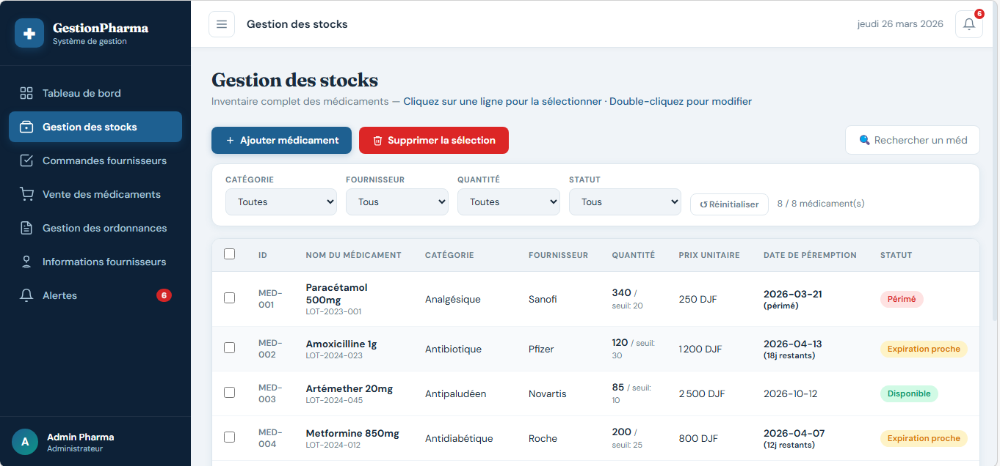 GestionPharma
Système de gestion
Tableau de bord
Gestion des stocks
Commandes fournisseurs
Vente des médicaments
Gestion des ordonnances
Informations fournisseurs
Alertes 6
A Admin Pharma
Administrateur
Gestion des stocks
jeudi 26 mars 2026 6
Gestion des stocks
Inventaire complet des médicaments — Cliquez sur une ligne pour la sélectionner · Double-cliquez pour modifier
+ Ajouter médicament Supprimer la sélection Rechercher un méd
CATÉGORIE FOURNISSEUR QUANTITÉ STATUT
Toutes Tous Toutes Tous ↺ Réinitialiser 8 / 8 médicament(s)
ID NOM DU MÉDICAMENT CATÉGORIE FOURNISSEUR QUANTITÉ PRIX UNITAIRE DATE DE PÉREMPTION STATUT
MED-
001
Paracétamol
500mg
LOT-2023-001
Analgésique
Sanofi
340 /
seuil: 20
250 DJF
2026-03-21
(périmé)
Périmé
MED-
002
Amoxicilline 1g
LOT-2024-023
Antibiotique
Pfizer
120 / seuil:
30
1 200 DJF
2026-04-13
(18j restants)
Expiration proche
MED-
003
Artémether 20mg
LOT-2024-045
Antipaludéen
Novartis
85 / seuil:
10
2 500 DJF
2026-10-12
Disponible
MED-
004
Metformine 850mg
LOT-2024-012
Antidiabétique
Roche
200 /
seuil: 25
800 DJF
2026-04-07
(12j restants)
Expiration proche